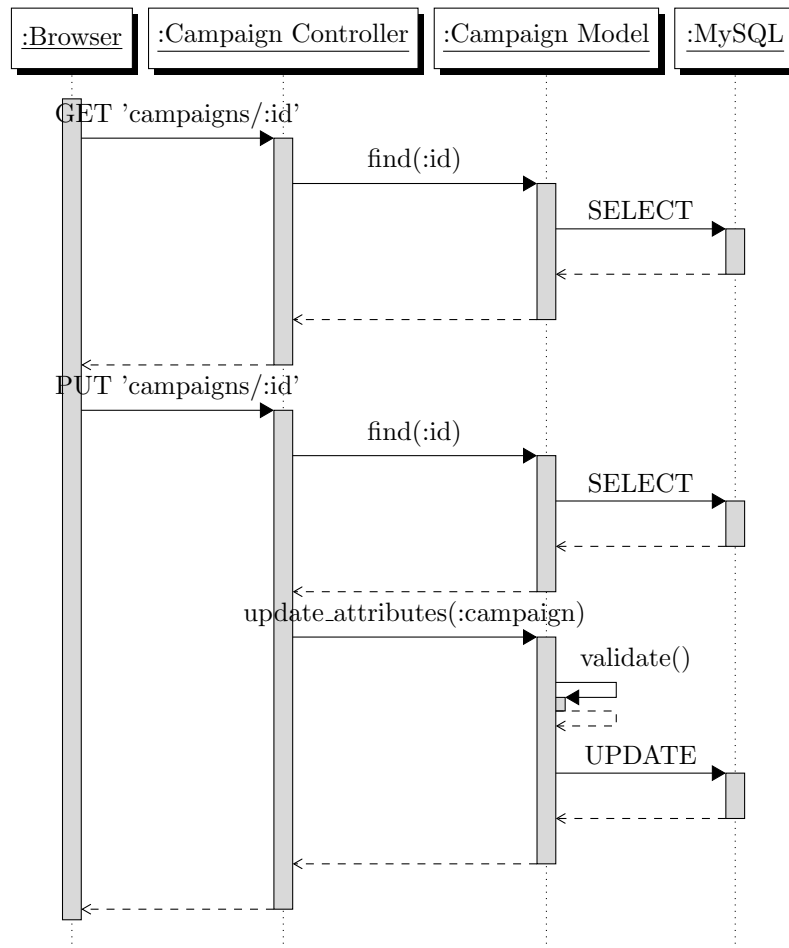 :Browser
:Campaign Controller
:Campaign Model
:MySQL
GET ’campaigns/:id’
find(:id)
SELECT
PUT ’campaigns/:id’
find(:id)
SELECT
update_attributes(:campaign)
validate()
UPDATE